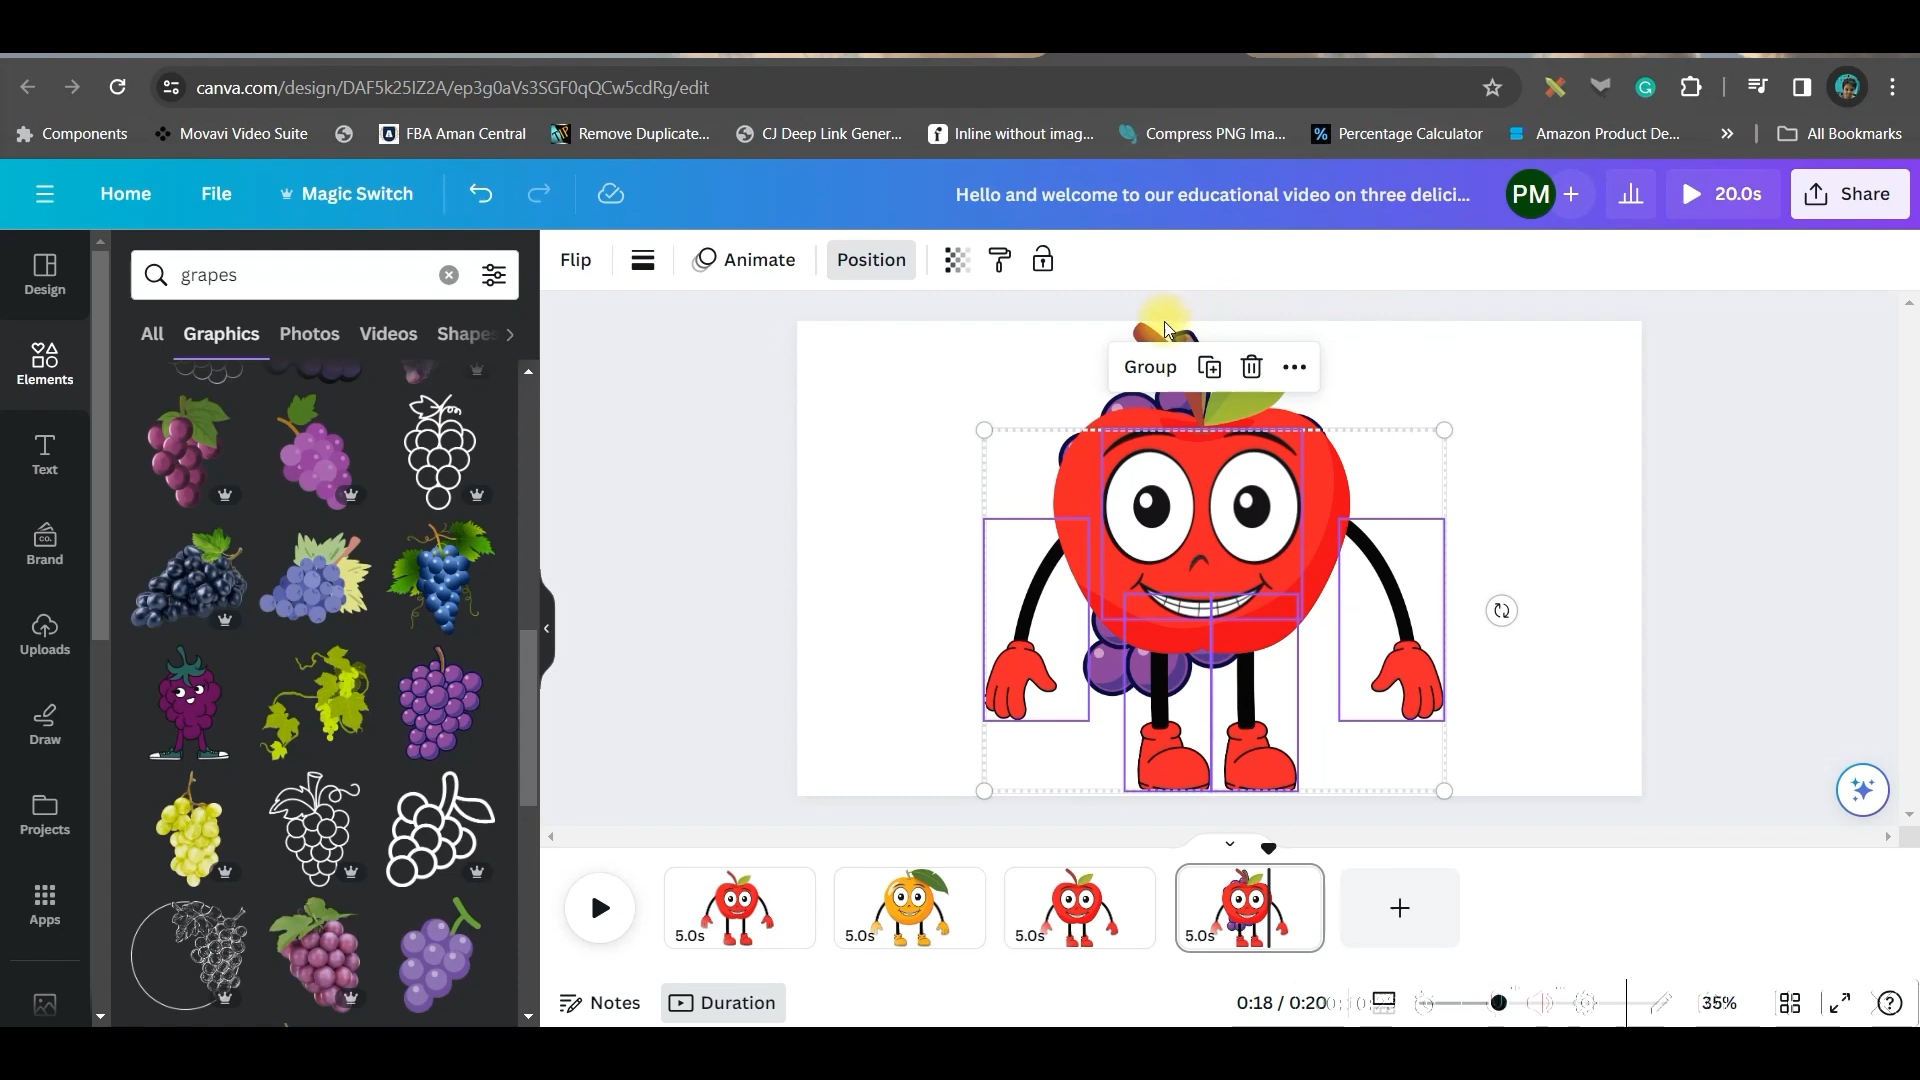 canva.com/design/DAF5k25IZ2A/ep3g0aVs3SGF0qQCw5cdRg/edit
Components
Movavi Video Suite
FBA Aman Central
Remove Duplicate...
CJ Deep Link Gener...
Inline without imag...
Compress PNG Ima...
Percentage Calculator
Amazon Product De...
All Bookmarks
Home
File
Magic Switch
Hello and welcome to our educational video on three delici...
PM
20.0s
Share
Design
Elements
Text
Brand
Uploads
Draw
Projects
Apps
grapes
All
Graphics
Photos
Videos
Shapes
Flip
Animate
Position
Group
5.0s
5.0s
5.0s
5.0s
Notes
Duration
0:18 / 0:20
35%